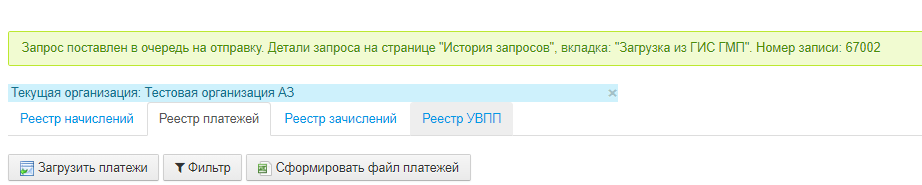 Запрос поставлен в очередь на отправку. Детали запроса на странице "История запросов", вкладка: "Загрузка из ГИС ГМП". Номер записи: 67002
Текущая организация: Тестовая организация АЗ ×
Реестр начислений Реестр платежей Реестр зачислений Реестр УВПП
Загрузить платежи Фильтр Сформировать файл платежей